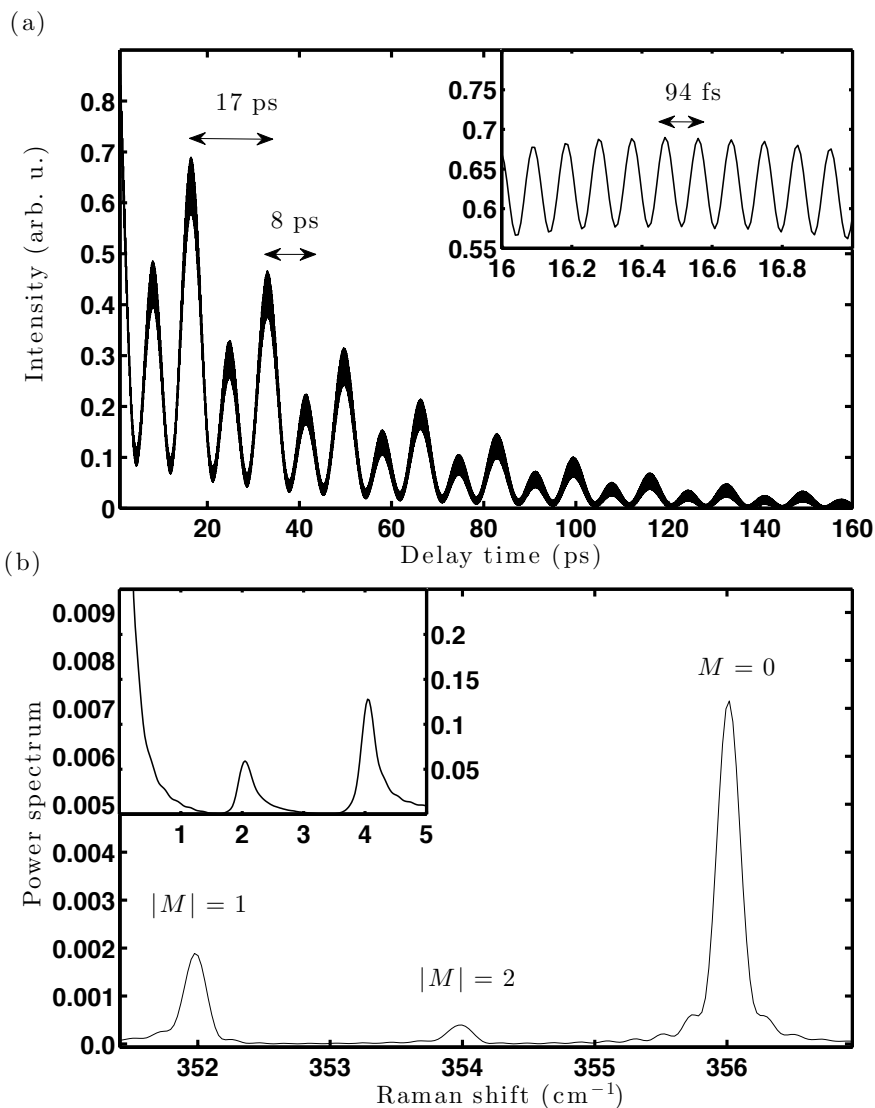 (a)
Intensity (arb. u.)
0.8
0.7
0.6
0.5
0.4
0.3
0.2
0.1
0
17 ps
8 ps
20 40 60 80 100 120 140 160
Delay time (ps)
0.75
0.7
0.65
0.6
0.55
94 fs
16 16.2 16.4 16.6 16.8
(b)
Power spectrum
0.009
0.008
0.007
0.006
0.005
0.004
0.003
0.002
0.001
0.0
0.2
0.15
0.1
0.05
1 2 3 4 5
M = 0
|M| = 1
|M| = 2
352 353 354 355 356
Raman shift (cm⁻¹)